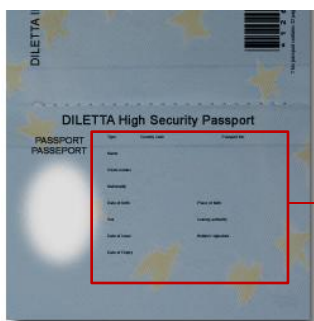 DILETTA
DILETTA High Security Passport
PASSPORT
PASSEPORT
Type Country Code Passport No.
Name
Nationality
Date of birth Place of birth
Sex Issuing authority
Date of issue Holder's signature
Date of Expiry